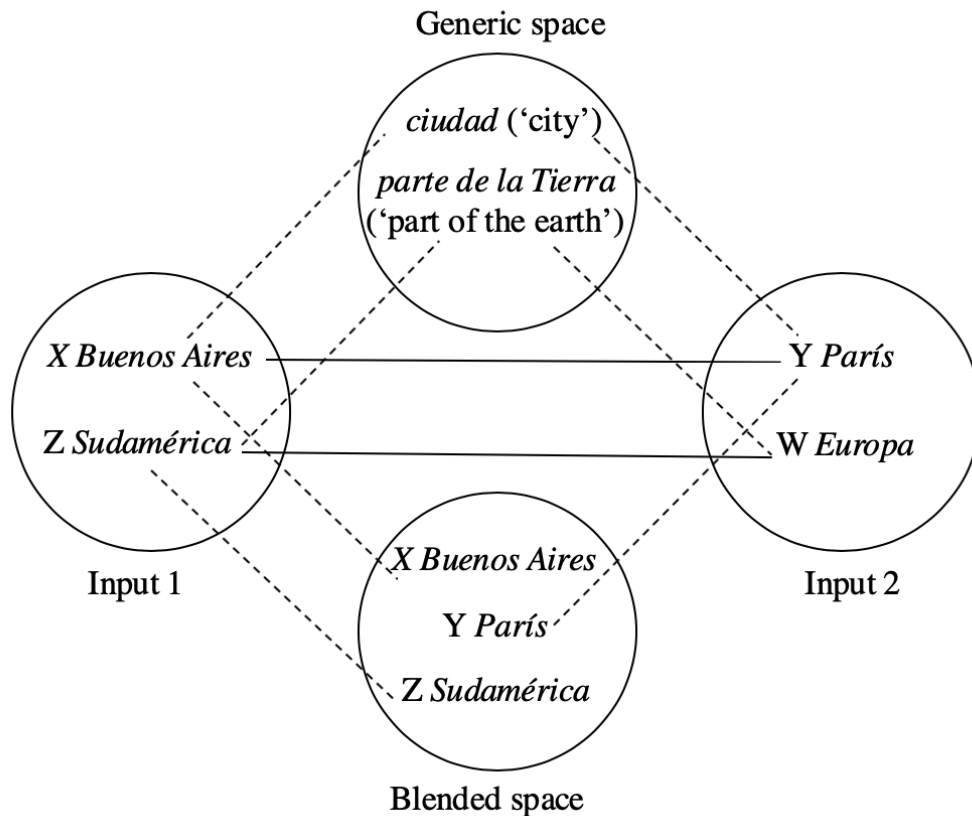 Generic space
ciudad (‘city’)
parte de la Tierra
(‘part of the earth’)
X Buenos Aires
Z Sudamérica
Input 1
Y París
W Europa
Input 2
X Buenos Aires
Y París
Z Sudamérica
Blended space